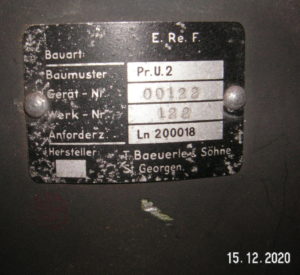 E. Re. F.
Bauart:
Baumuster Pr. U. 2
Gerät - Nr. 00122
Werk - Nr. 122
Anforderz. Ln 200018
Hersteller T. Baeuerle & Söhne
St. Georgen.
15.12.2020